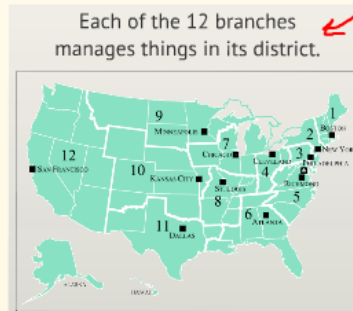 Each of the 12 branches
manages things in its district.
1
BOSTON
9
2
MINNEAPOLIS
NEW YORK
7
3
12
CHICAGO
CLEVELAND
PHILADELPHIA
SAN FRANCISCO
10
KANSAS CITY
4
RICHMOND
ST. LOUIS
5
8
6
11
ATLANTA
DALLAS
ALASKA
HAWAII